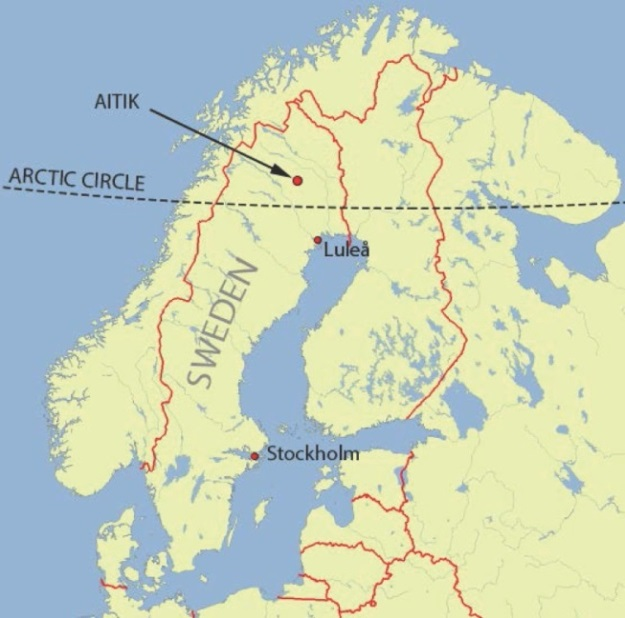 AITIK
ARCTIC CIRCLE
Luleå
SWEDEN
Stockholm